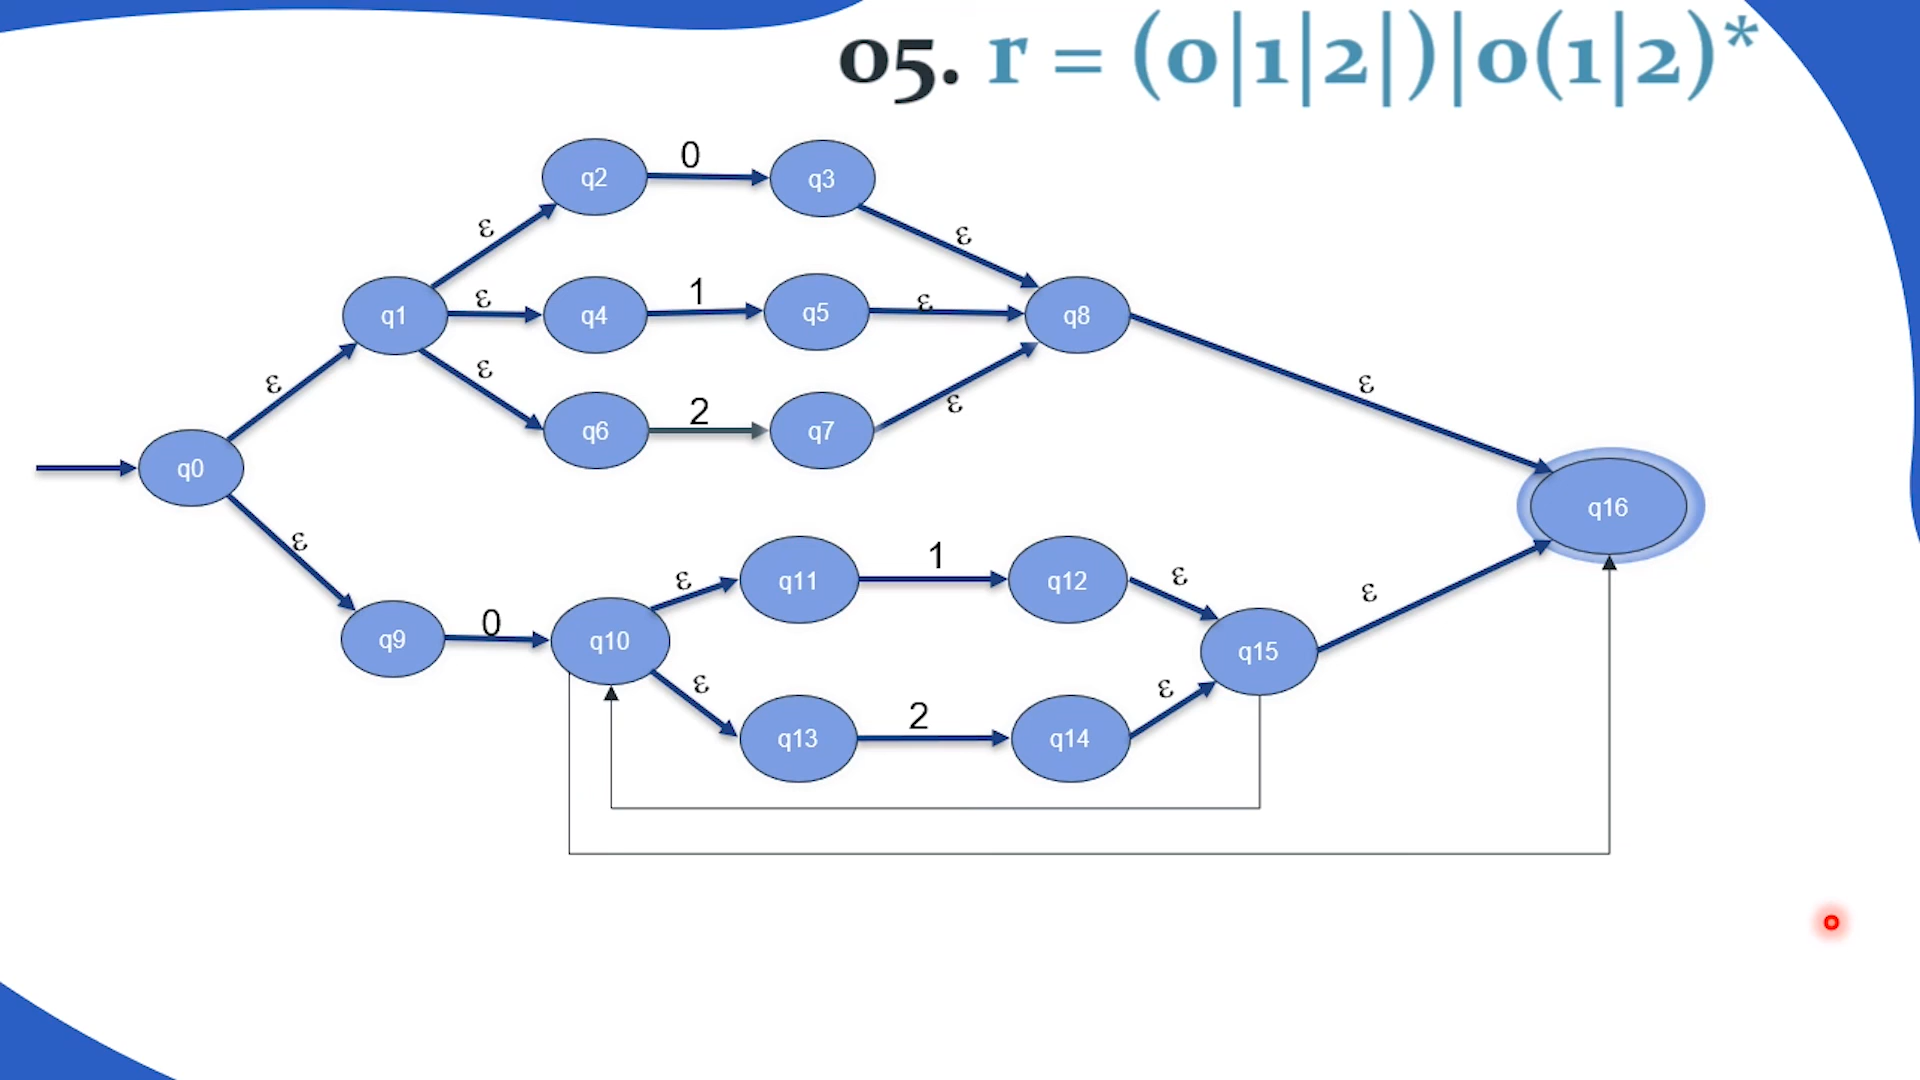 05. r = (0|1|2|)|0(1|2)*
0
q2
q3
ε
ε
1
ε
ε
q1
q4
q5
q8
ε
ε
ε
2
ε
q6
q7
q0
q16
ε
1
ε
ε
ε
q11
q12
0
q9
q10
q15
ε
ε
2
q13
q14